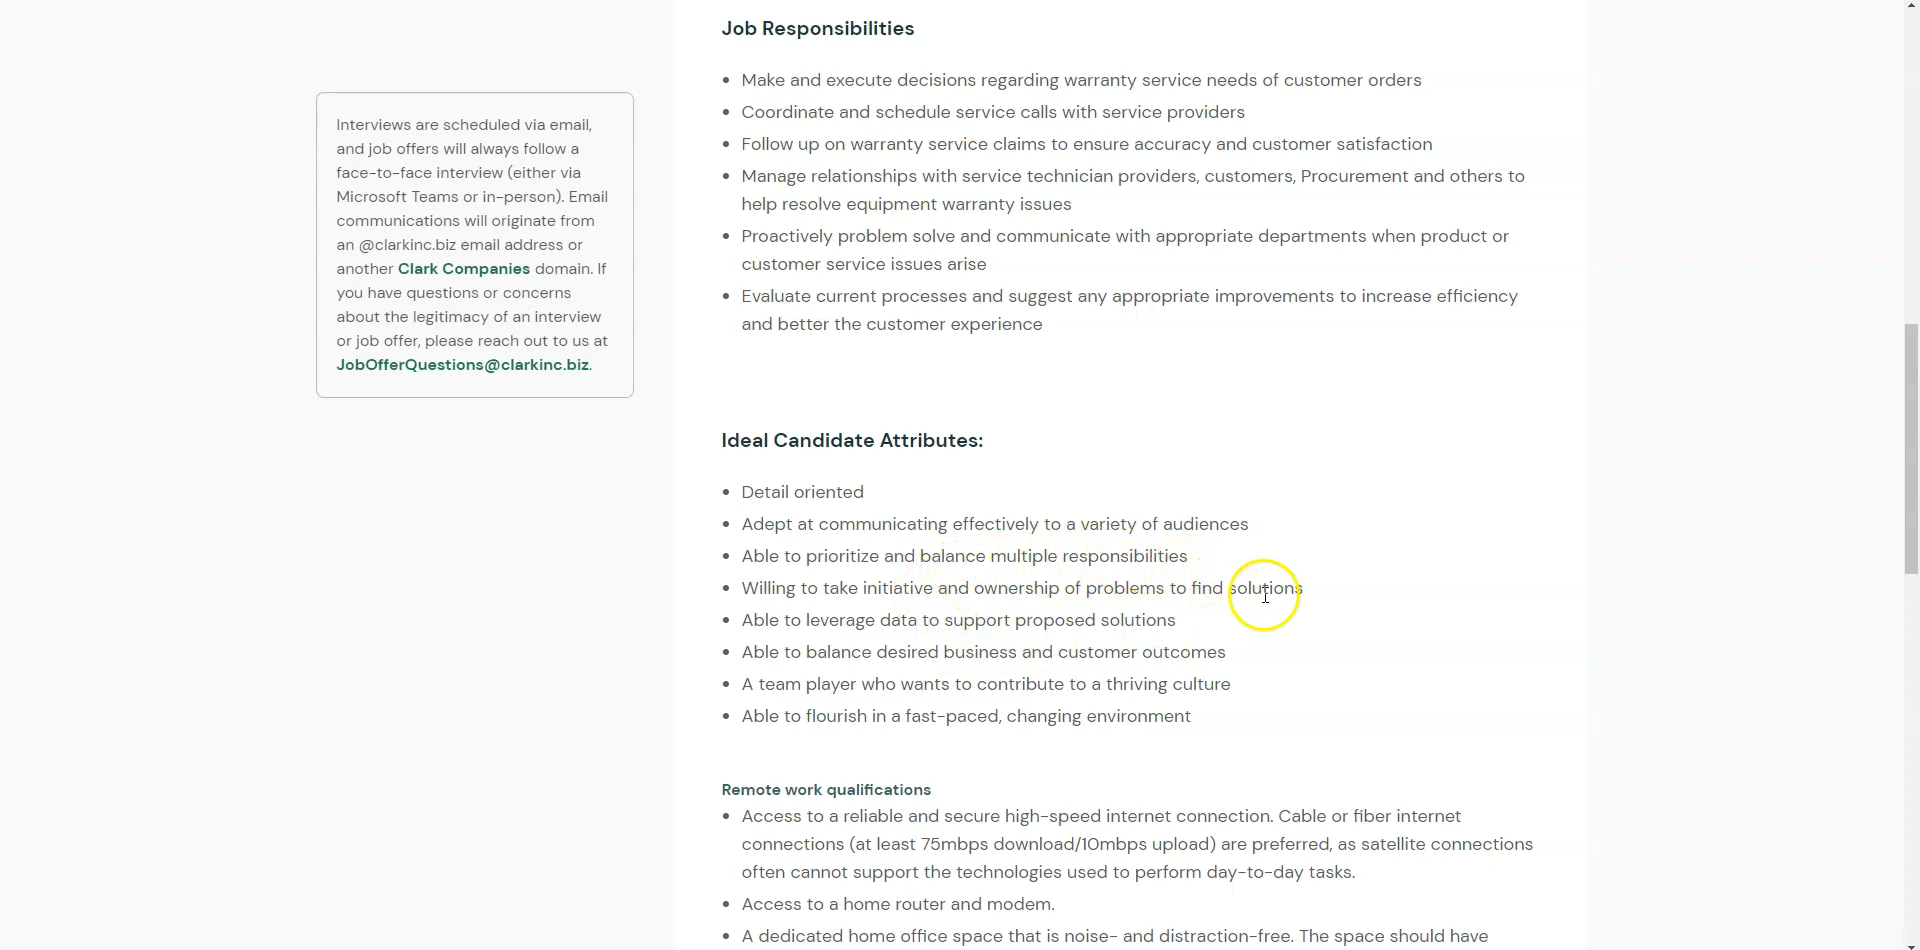 Job Responsibilities
Make and execute decisions regarding warranty service needs of customer orders
Coordinate and schedule service calls with service providers
Follow up on warranty service claims to ensure accuracy and customer satisfaction
Manage relationships with service technician providers, customers, Procurement and others to
help resolve equipment warranty issues
Proactively problem solve and communicate with appropriate departments when product or
customer service issues arise
Evaluate current processes and suggest any appropriate improvements to increase efficiency
and better the customer experience
Interviews are scheduled via email,
and job offers will always follow a
face-to-face interview (either via
Microsoft Teams or in-person). Email
communications will originate from
an @clarkinc.biz email address or
another Clark Companies domain. If
you have questions or concerns
about the legitimacy of an interview
or job offer, please reach out to us at
JobOfferQuestions@clarkinc.biz.
Ideal Candidate Attributes:
Detail oriented
Adept at communicating effectively to a variety of audiences
Able to prioritize and balance multiple responsibilities
Willing to take initiative and ownership of problems to find solutions
Able to leverage data to support proposed solutions
Able to balance desired business and customer outcomes
A team player who wants to contribute to a thriving culture
Able to flourish in a fast-paced, changing environment
Remote work qualifications
Access to a reliable and secure high-speed internet connection. Cable or fiber internet
connections (at least 75mbps download/10mbps upload) are preferred, as satellite connections
often cannot support the technologies used to perform day-to-day tasks.
Access to a home router and modem.
A dedicated home office space that is noise- and distraction-free. The space should have